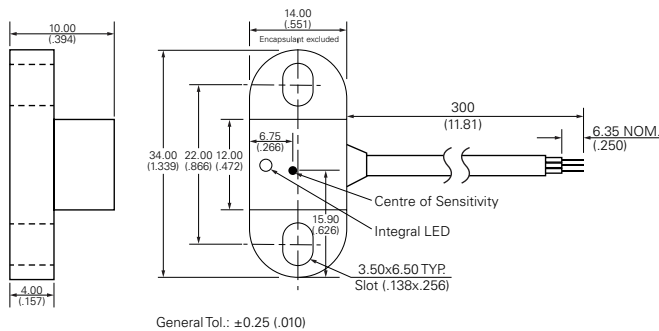 10.00
(.394)
14.00
(.551)
Encapsulant excluded
300
(11.81)
6.35 NOM.
(.250)
6.75
(.266)
34.00
(1.339)
22.00
(.866)
12.00
(.472)
Centre of Sensitivity
15.90
(.626)
Integral LED
3.50x6.50 TYP.
Slot (.138x.256)
4.00
(.157)
General Tol.: ±0.25 (.010)